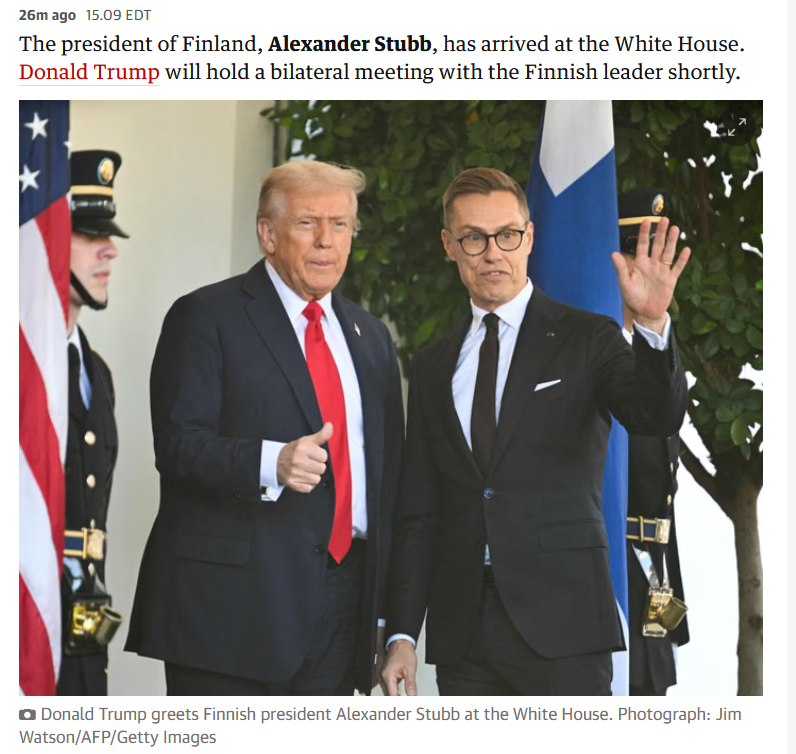 26m ago 15.09 EDT
The president of Finland, Alexander Stubb, has arrived at the White House.
Donald Trump will hold a bilateral meeting with the Finnish leader shortly.
Donald Trump greets Finnish president Alexander Stubb at the White House. Photograph: Jim
Watson/AFP/Getty Images